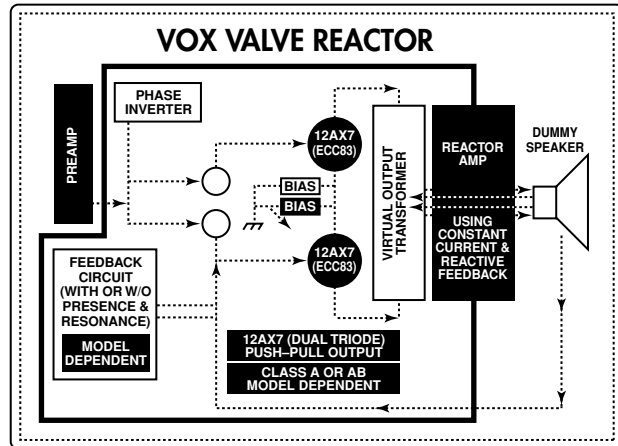 VOX VALVE REACTOR
PREAMP
PHASE
INVERTER
12AX7
(ECC83)
BIAS
BIAS
12AX7
(ECC83)
VIRTUAL OUTPUT
TRANSFORMER
REACTOR
AMP
USING
CONSTANT
CURRENT &
REACTIVE
FEEDBACK
DUMMY
SPEAKER
FEEDBACK
CIRCUIT
(WITH OR W/O
PRESENCE &
RESONANCE)
MODEL
DEPENDENT
12AX7 (DUAL TRIODE)
PUSH–PULL OUTPUT
CLASS A OR AB
MODEL DEPENDENT